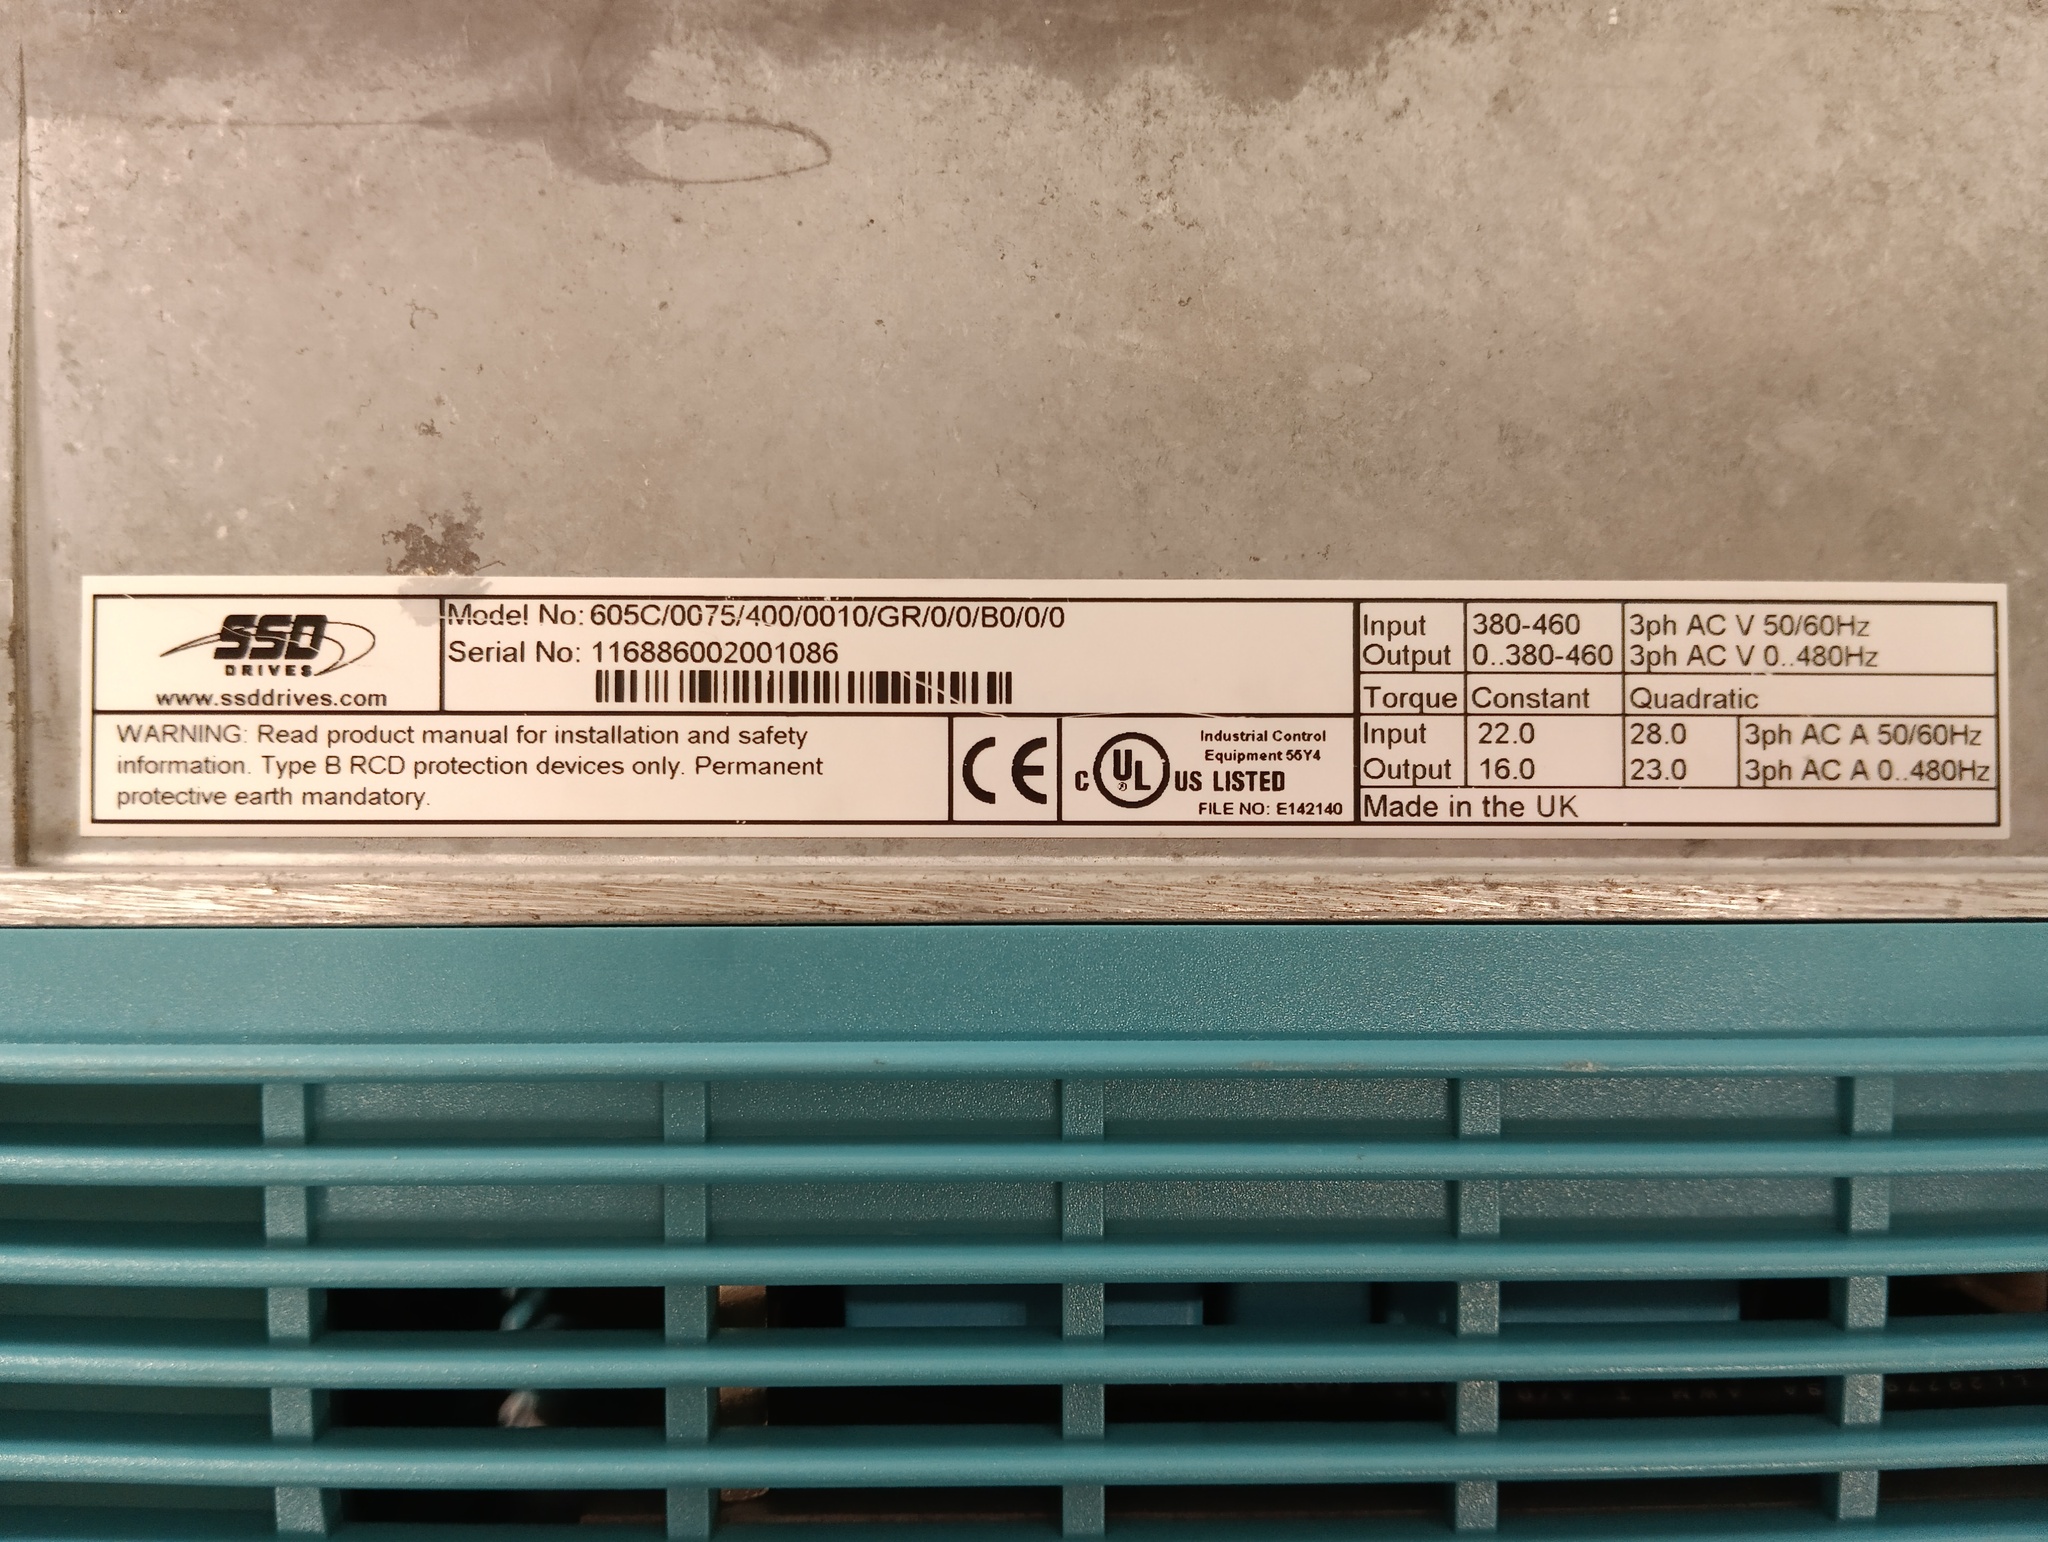 SSD
DRIVES
www.ssddrives.com
Model No: 605C/0075/400/0010/GR/0/0/B0/0/0
Serial No: 116886002001086
WARNING: Read product manual for installation and safety
information. Type B RCD protection devices only. Permanent
protective earth mandatory.
CE
C UL US LISTED
Industrial Control
Equipment 56Y4
FILE NO: E142140
Input 380-460 3ph AC V 50/60Hz
Output 0..380-460 3ph AC V 0..480Hz
Torque Constant Quadratic
Input 22.0 28.0 3ph AC A 50/60Hz
Output 16.0 23.0 3ph AC A 0..480Hz
Made in the UK